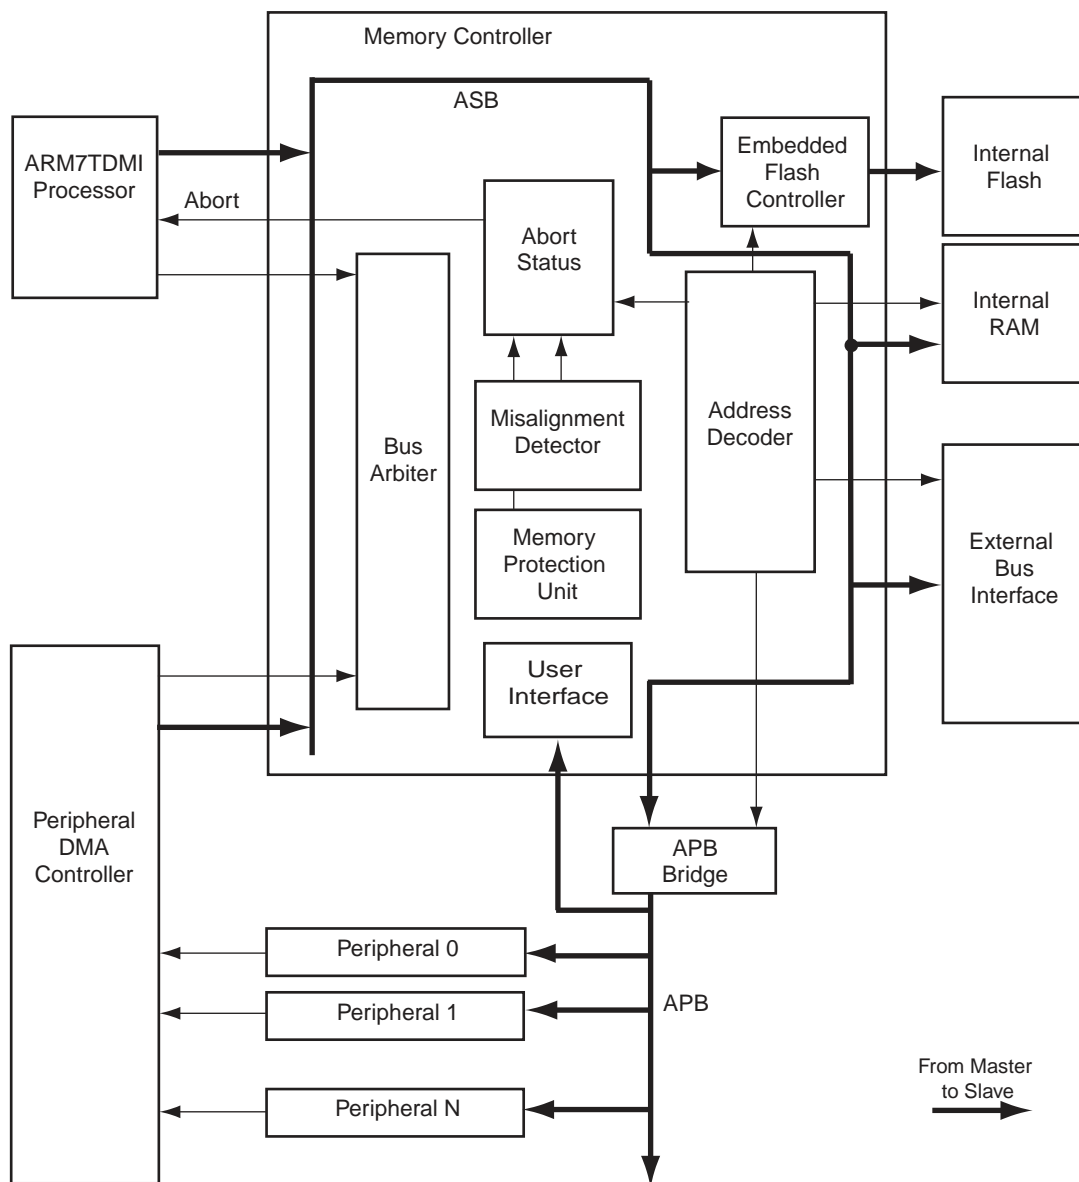 Memory Controller
ASB
ARM7TDMI
Processor
Embedded
Flash
Controller
Internal
Flash
Abort
Abort
Status
Internal
RAM
Misalignment
Detector
Address
Decoder
Bus
Arbiter
Memory
Protection
Unit
External
Bus
Interface
User
Interface
Peripheral
DMA
Controller
APB
Bridge
Peripheral 0
Peripheral 1
APB
Peripheral N
From Master
to Slave